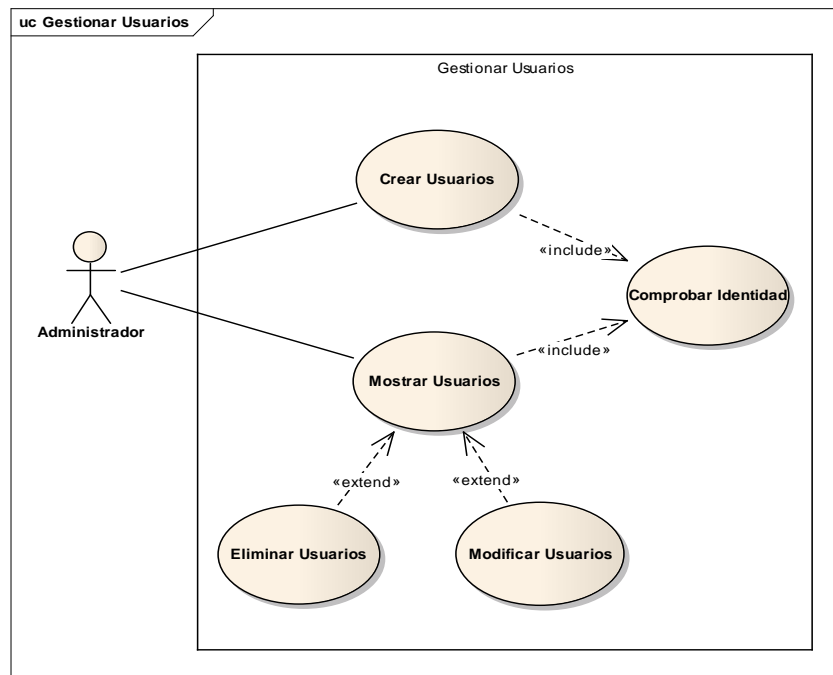 uc Gestionar Usuarios
Gestionar Usuarios
Crear Usuarios
«include»
Administrador
Comprobar Identidad
Mostrar Usuarios
«include»
«extend»
«extend»
Eliminar Usuarios
Modificar Usuarios